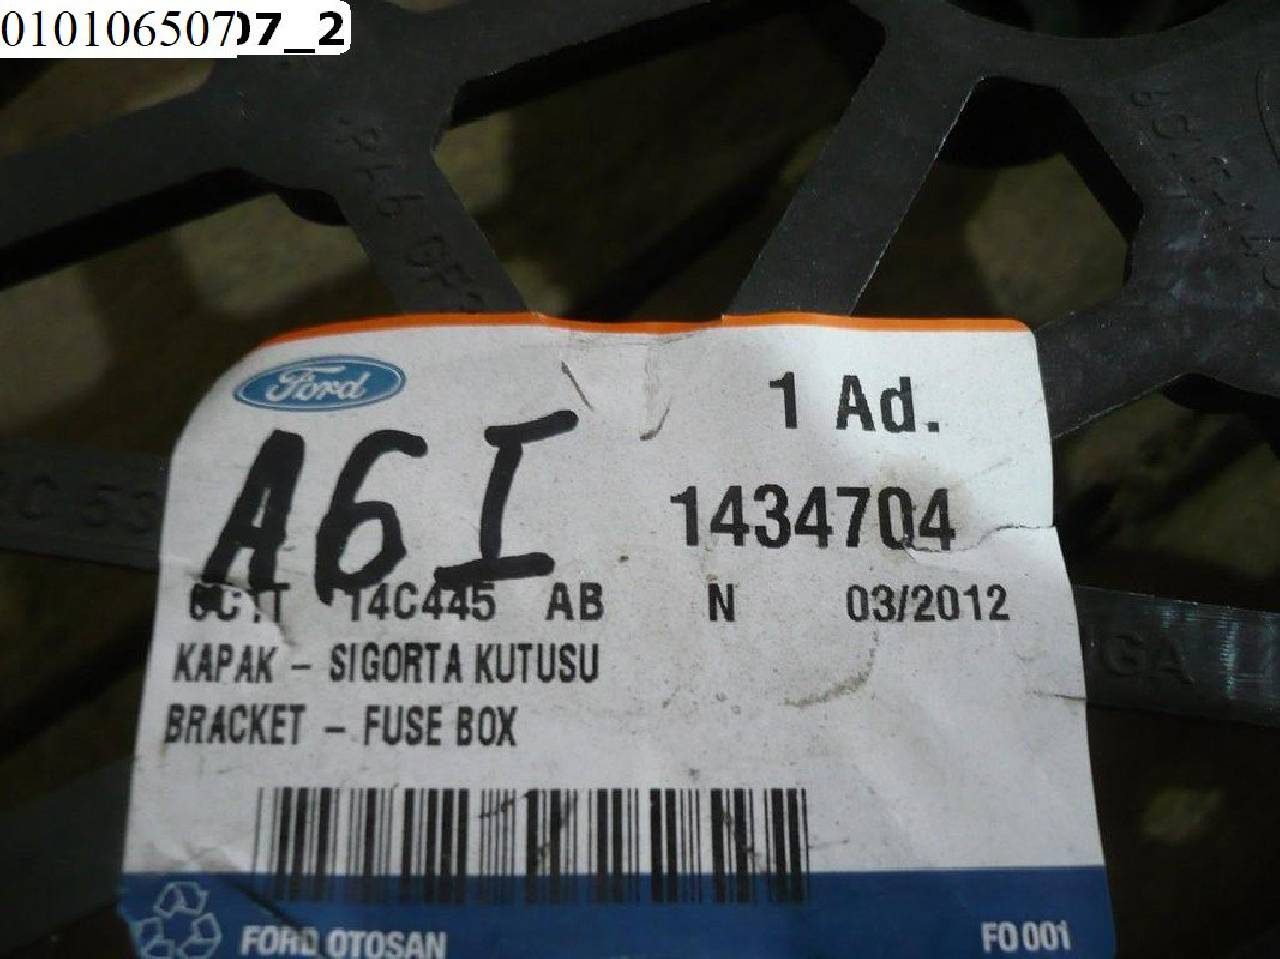 01010650707_2
Ford
1 Ad.
A6I
1434704
14C445 AB N 03/2012
KAPAK – SIGORTA KUTUSU
BRACKET – FUSE BOX
FORD OTOSAN
FO 001